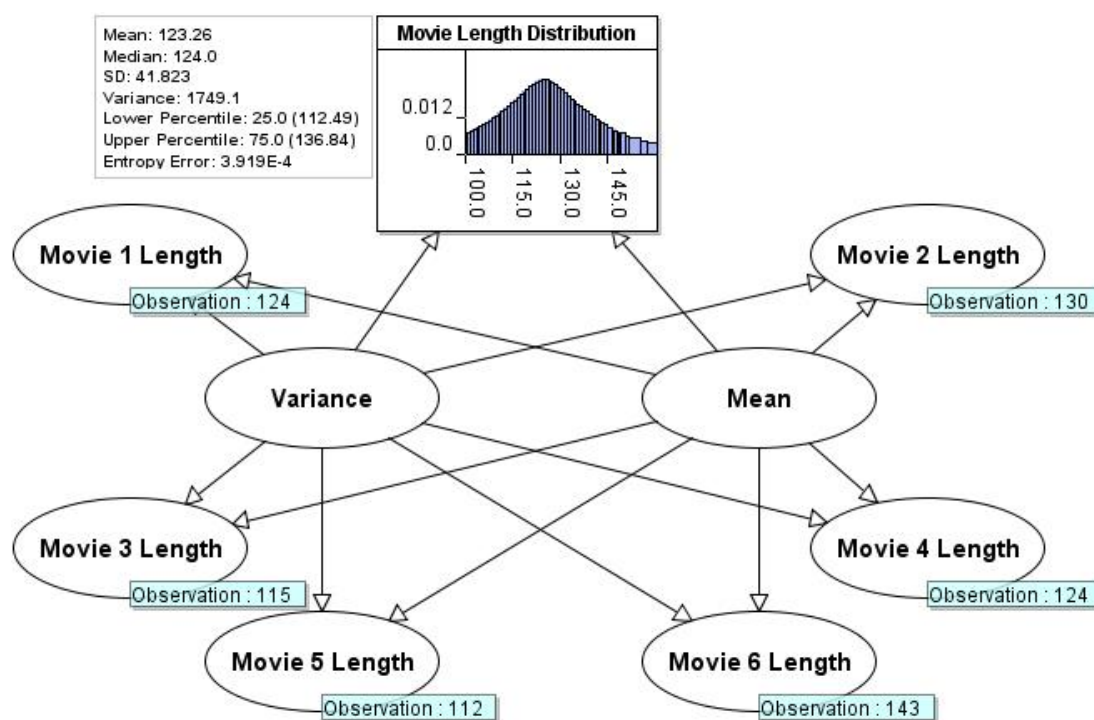 Mean: 123.26
Median: 124.0
SD: 41.823
Variance: 1749.1
Lower Percentile: 25.0 (112.49)
Upper Percentile: 75.0 (136.84)
Entropy Error: 3.919E-4
Movie Length Distribution
0.012
0.0
100.0
115.0
130.0
145.0
Movie 1 Length
Observation : 124
Movie 2 Length
Observation : 130
Variance
Mean
Movie 3 Length
Observation : 115
Movie 4 Length
Observation : 124
Movie 5 Length
Observation : 112
Movie 6 Length
Observation : 143